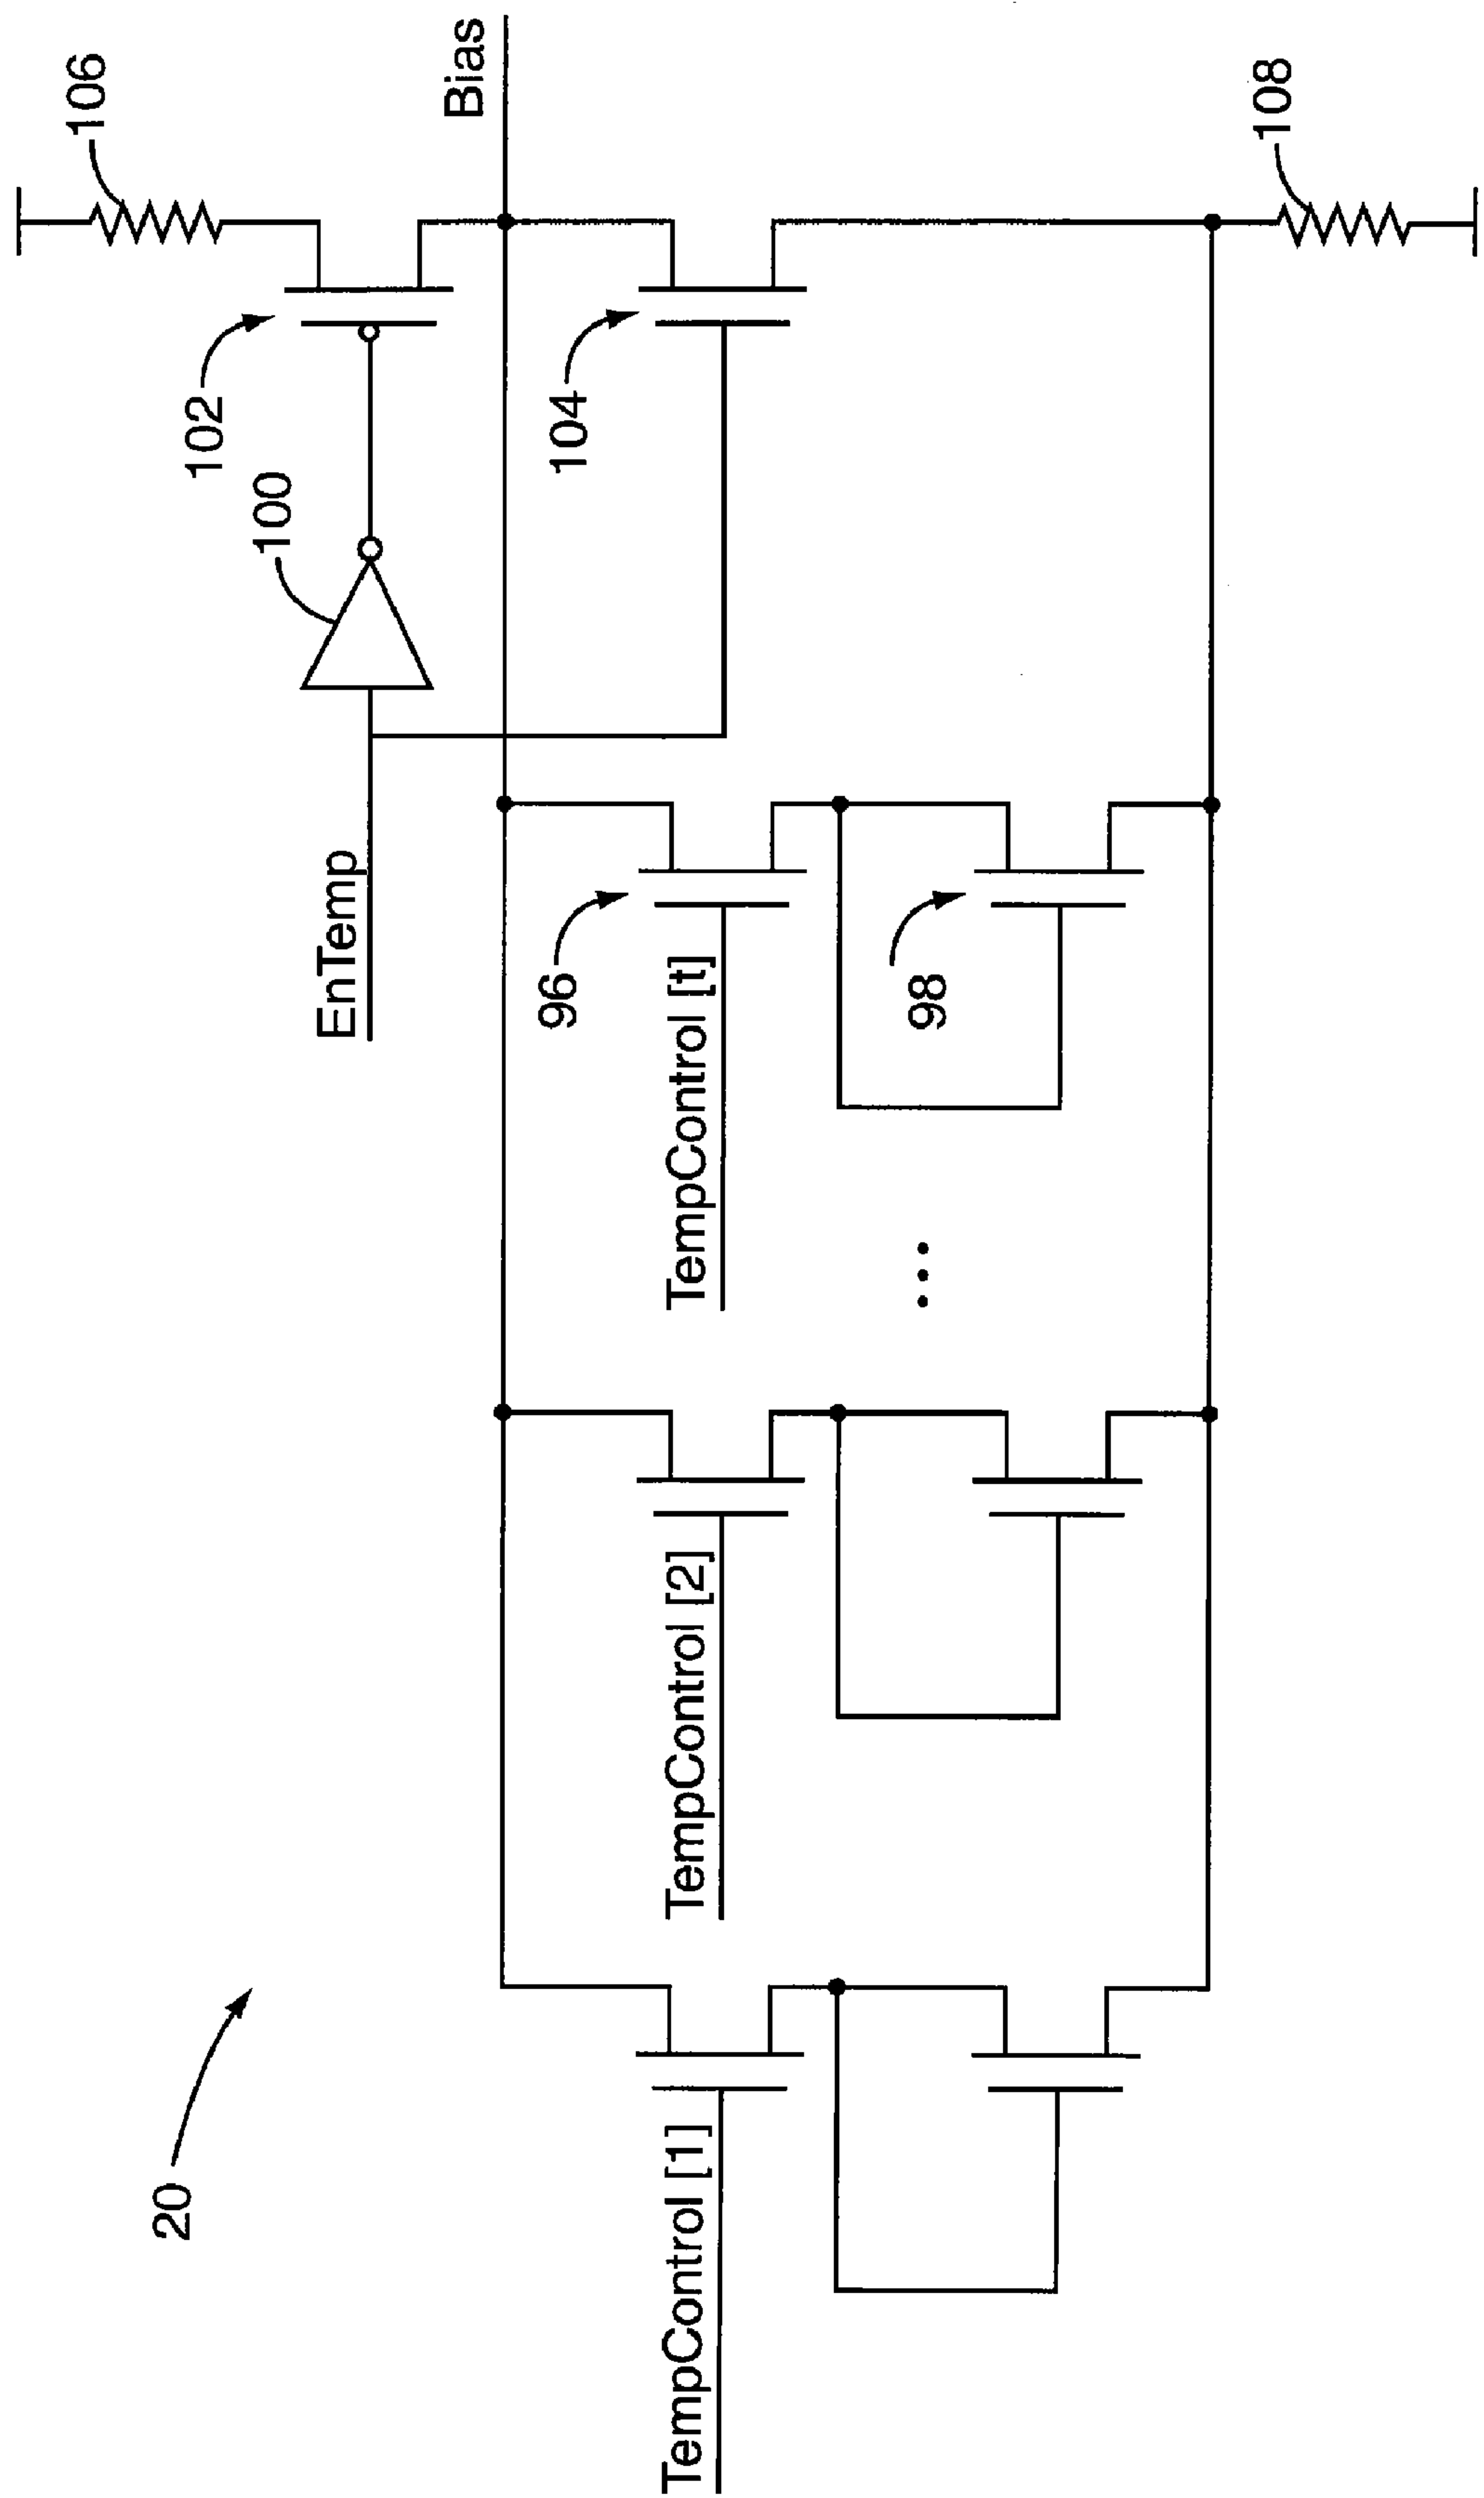 20
TempControl [1]
TempControl [2]
TempControl [t]
96
98
EnTemp
100
102
104
106
Bias
108